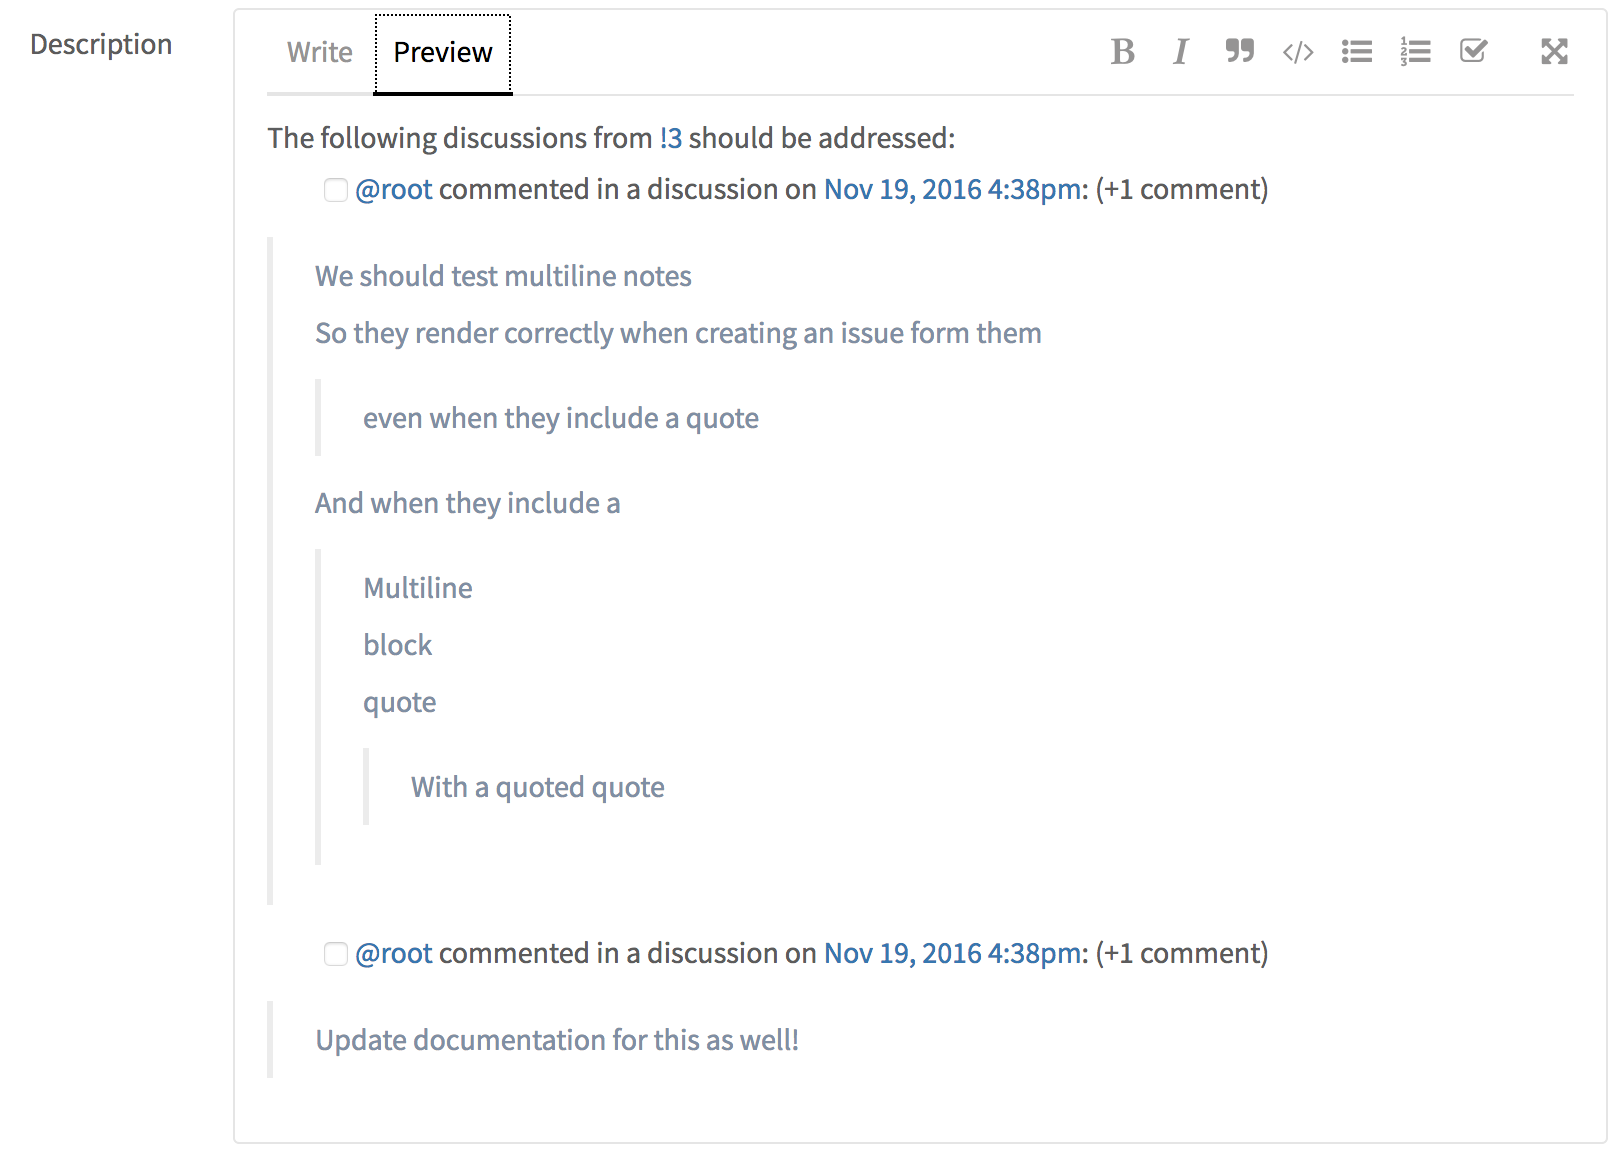 Description
Write Preview
The following discussions from !3 should be addressed:
@root commented in a discussion on Nov 19, 2016 4:38pm: (+1 comment)
We should test multiline notes
So they render correctly when creating an issue form them
even when they include a quote
And when they include a
Multiline
block
quote
With a quoted quote
@root commented in a discussion on Nov 19, 2016 4:38pm: (+1 comment)
Update documentation for this as well!